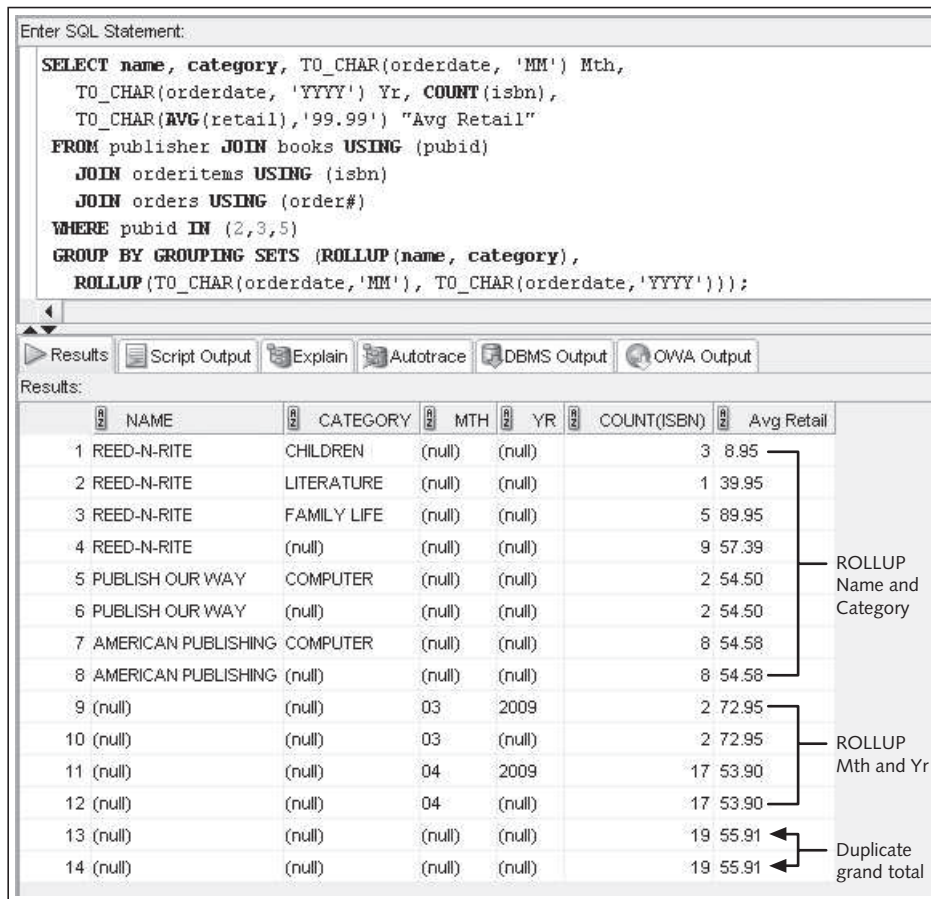 Enter SQL Statement:
SELECT name, category, TO_CHAR(orderdate, 'MM') Mth,
TO_CHAR(orderdate, 'YYYY') Yr, COUNT(isbn),
TO_CHAR(AVG(retail),'99.99') "Avg Retail"
FROM publisher JOIN books USING (pubid)
JOIN orderitems USING (isbn)
JOIN orders USING (order#)
WHERE pubid IN (2,3,5)
GROUP BY GROUPING SETS (ROLLUP(name, category),
ROLLUP(TO_CHAR(orderdate,'MM'), TO_CHAR(orderdate,'YYYY')));
Results Script Output Explain Autotrace DBMS Output OWA Output
Results:
NAME CATEGORY MTH YR COUNT(ISBN) Avg Retail
1 REED-N-RITE CHILDREN (null) (null) 3 8.95
2 REED-N-RITE LITERATURE (null) (null) 1 39.95
3 REED-N-RITE FAMILY LIFE (null) (null) 5 89.95
4 REED-N-RITE (null) (null) (null) 9 57.39
5 PUBLISH OUR WAY COMPUTER (null) (null) 2 54.50
6 PUBLISH OUR WAY (null) (null) (null) 2 54.50
7 AMERICAN PUBLISHING COMPUTER (null) (null) 8 54.58
8 AMERICAN PUBLISHING (null) (null) (null) 8 54.58
ROLLUP
Name and
Category
9 (null) (null) 03 2009 2 72.95
10 (null) (null) 03 (null) 2 72.95
11 (null) (null) 04 2009 17 53.90
12 (null) (null) 04 (null) 17 53.90
ROLLUP
Mth and Yr
13 (null) (null) (null) (null) 19 55.91
14 (null) (null) (null) (null) 19 55.91
Duplicate
grand total